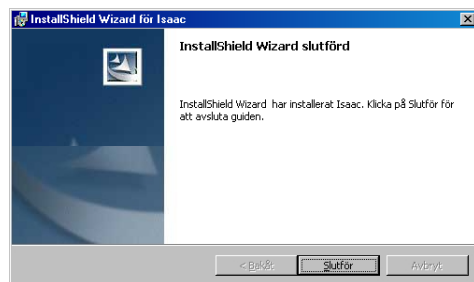 InstallShield Wizard för Isaac
InstallShield Wizard slutförd
InstallShield Wizard har installerat Isaac. Klicka på Slutför för
att avsluta guiden.
< Bakåt
Slutför
Avbryt